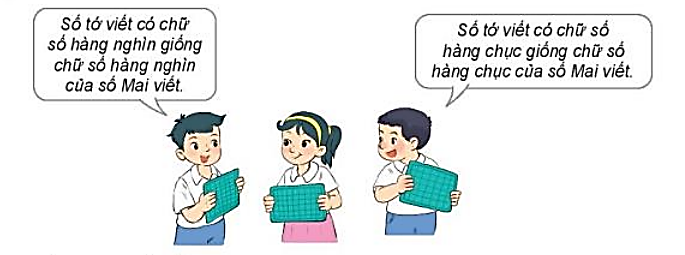 Số tớ viết có chữ
số hàng nghìn giống
chữ số hàng nghìn
của số Mai viết.
Số tớ viết có chữ số
hàng chục giống chữ số
hàng chục của số Mai viết.